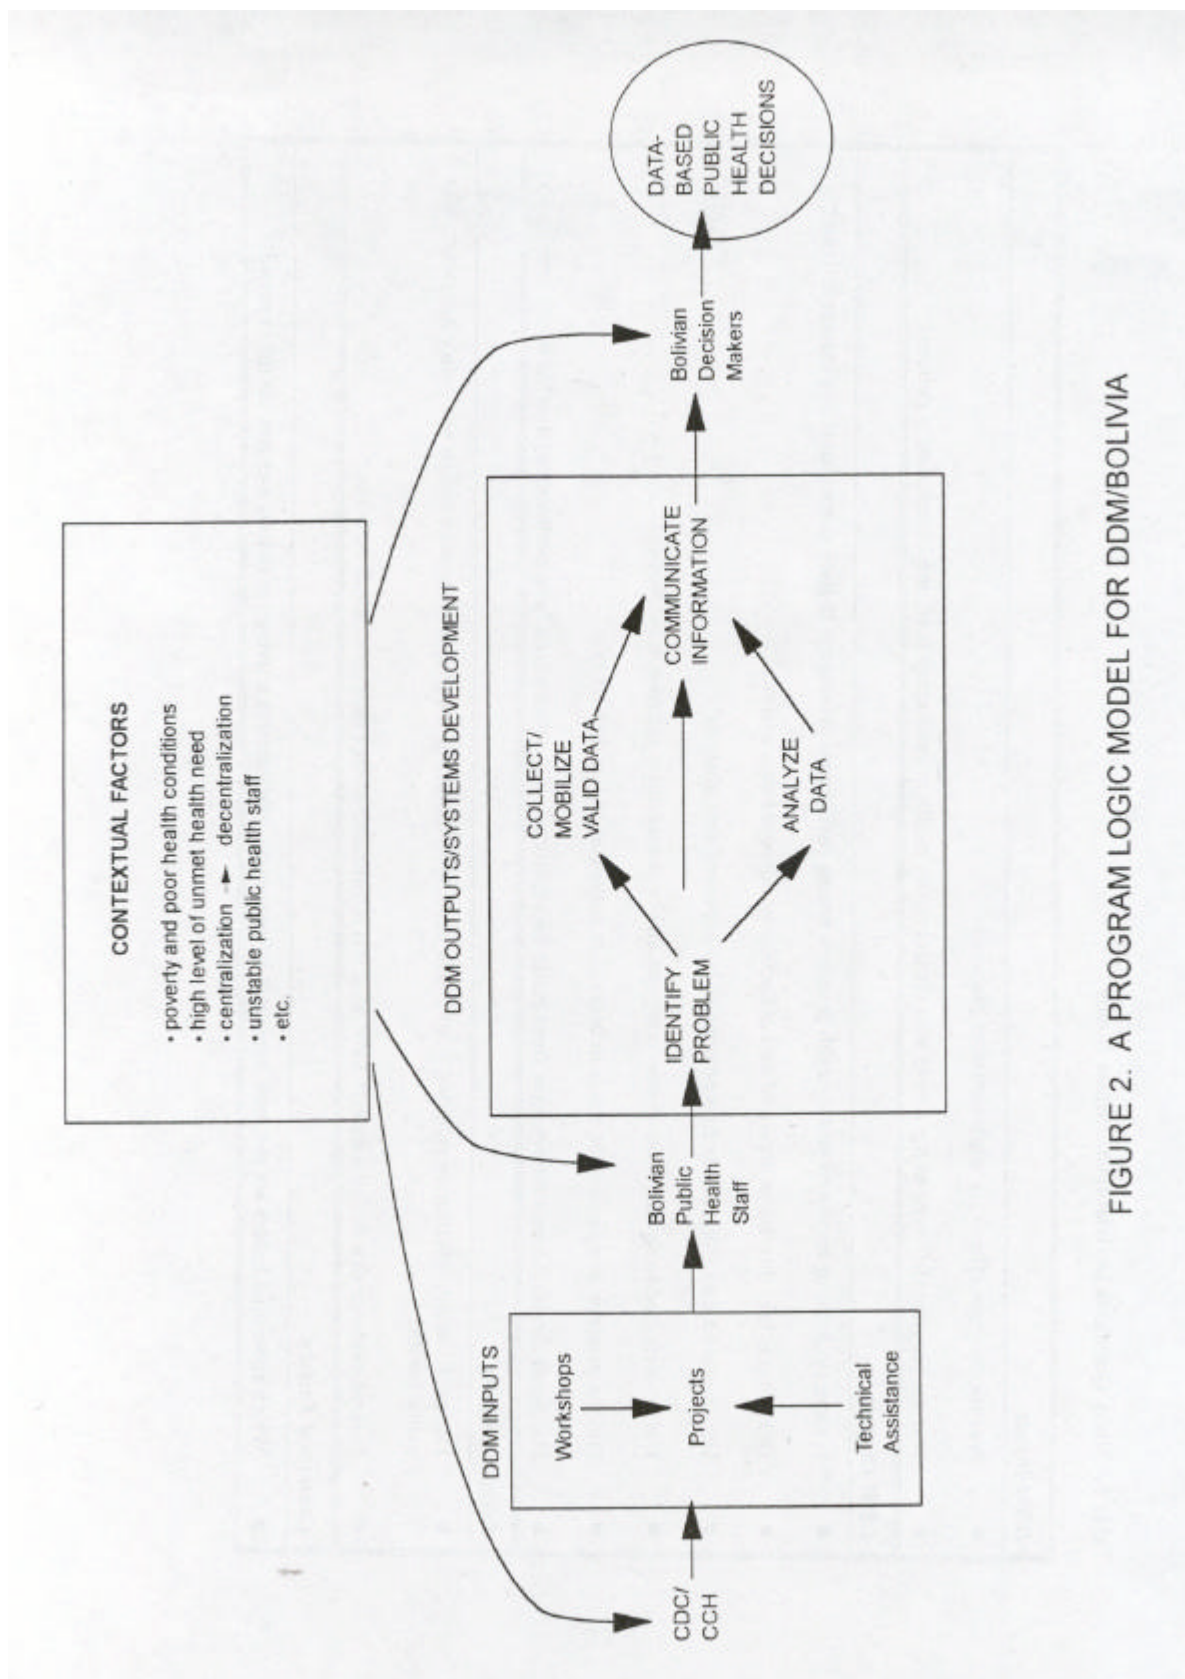 CONTEXTUAL FACTORS
• poverty and poor health conditions
• high level of unmet health need
• centralization → decentralization
• unstable public health staff
• etc.
DDM INPUTS
DDM OUTPUTS/SYSTEMS DEVELOPMENT
CDC/
CCH
Workshops
Projects
Technical
Assistance
Bolivian
Public
Health
Staff
IDENTIFY
PROBLEM
COLLECT/
MOBILIZE
VALID DATA
ANALYZE
DATA
COMMUNICATE
INFORMATION
Bolivian
Decision
Makers
DATA-
BASED
PUBLIC
HEALTH
DECISIONS
FIGURE 2. A PROGRAM LOGIC MODEL FOR DDM/BOLIVIA